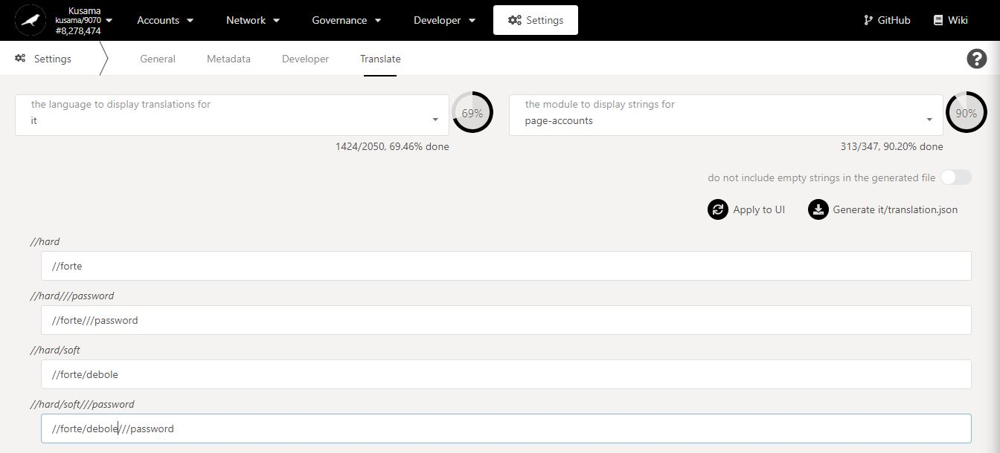 Kusama
kusama/9070
#8,278,474
Accounts
Network
Governance
Developer
Settings
GitHub
Wiki
Settings
General
Metadata
Developer
Translate
?
the language to display translations for
it
69%
1424/2050, 69.46% done
the module to display strings for
page-accounts
90%
313/347, 90.20% done
do not include empty strings in the generated file
Apply to UI
Generate it/translation.json
//hard
//forte
//hard///password
//forte///password
//hard/soft
//forte/debole
//hard/soft///password
//forte/debole///password